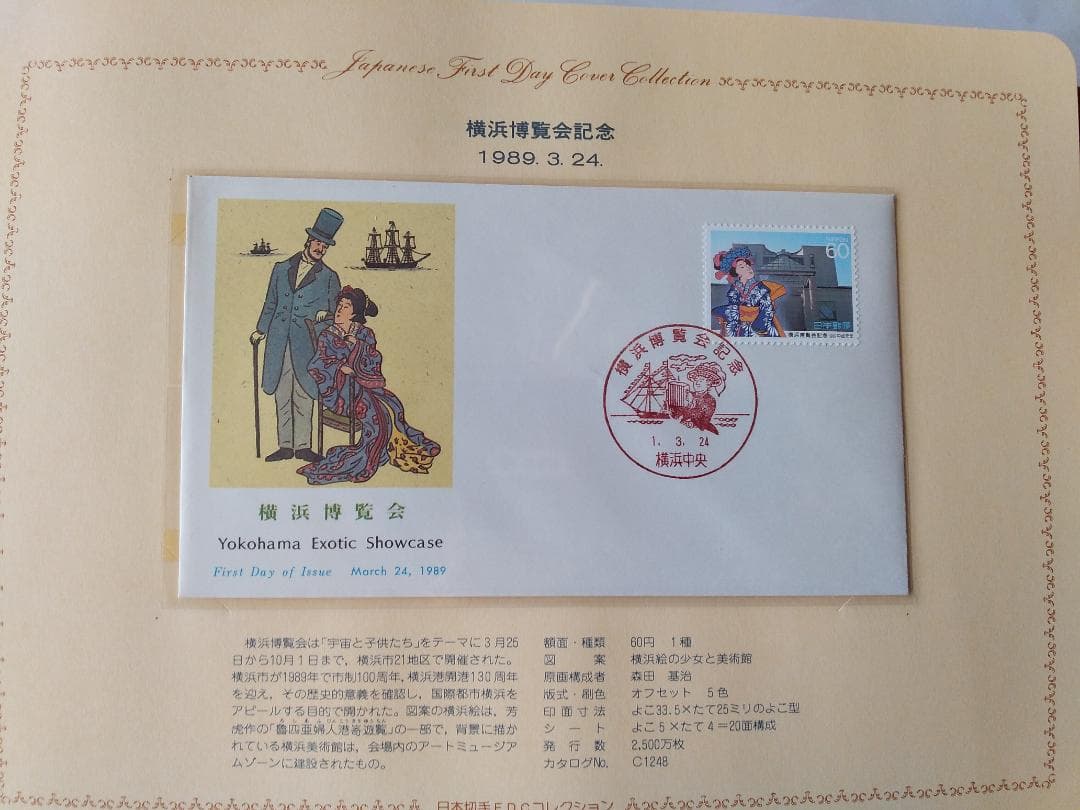 Japanese First Day Cover Collection
横浜博覧会記念
1989. 3. 24.
NIPPON
60
日本郵便
横浜博覧会記念
横浜博覧会記念
1. 3. 24
横浜中央
横浜博覧会
Yokohama Exotic Showcase
First Day of Issue March 24, 1989
横浜博覧会は「宇宙と子供たち」をテーマに3月25
日から10月1日まで，横浜市21地区で開催された。
横浜市が1989年で市制100周年，横浜港開港130周年
を迎え，その歴史的意義を確認し，国際都市横浜を
アピールする目的で開かれた。図案の横浜絵は，芳
虎作の「魯西亜婦人港崎遊覧」の一部で，背景に描か
れている横浜美術館は，会場内のアートミュージア
ムゾーンに建設されたもの。
額面・種類 60円 1種
図案 横浜絵の少女と美術館
原画構成者 森田 基治
版式・刷色 オフセット 5色
印面寸法 よこ33.5×たて25ミリのよこ型
シート よこ5×たて4＝20面構成
発行数 2,500万枚
カタログNo. C1248
日本切手FDCコレクション